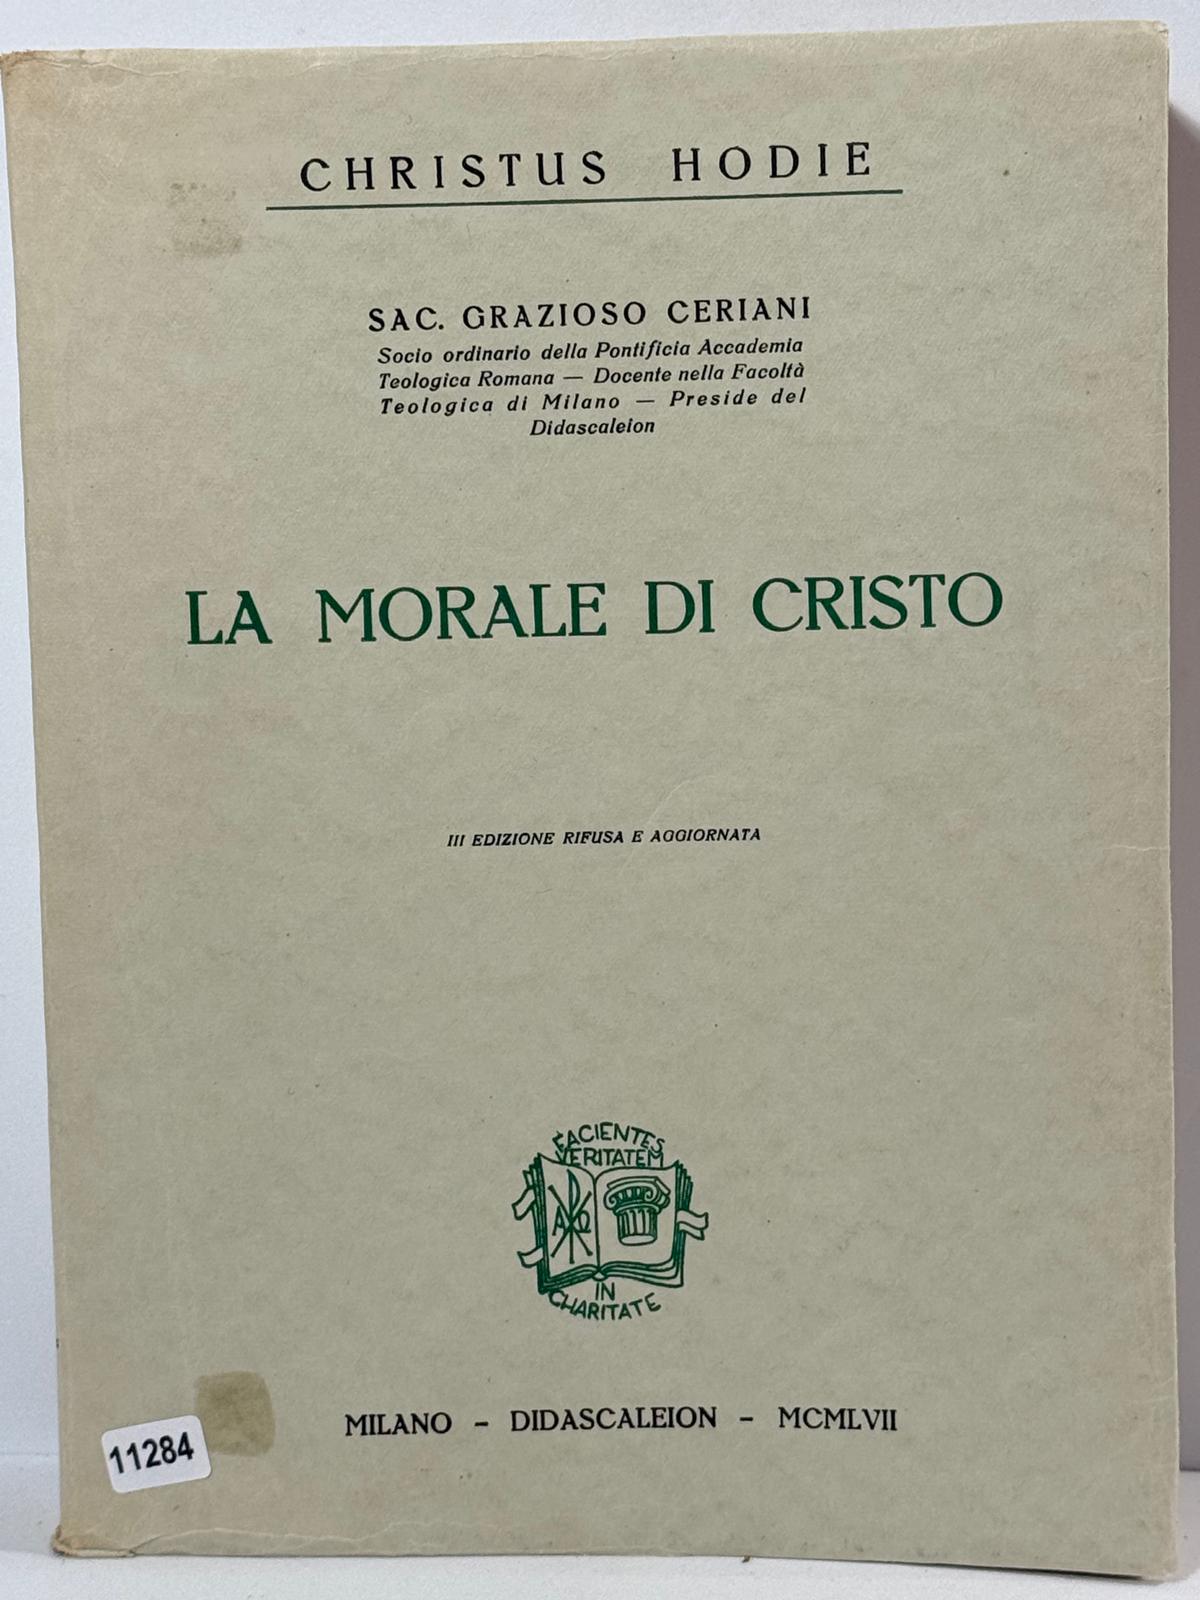 CHRISTUS HODIE
SAC. GRAZIOSO CERIANI
Socio ordinario della Pontificia Accademia
Teologica Romana — Docente nella Facoltà
Teologica di Milano — Preside del
Didascaleion
LA MORALE DI CRISTO
III EDIZIONE RIFUSA E AGGIORNATA
FACIENTES
VERITATEM
Α Ω
IN
CHARITATE
MILANO – DIDASCALEION – MCMLVII
11284